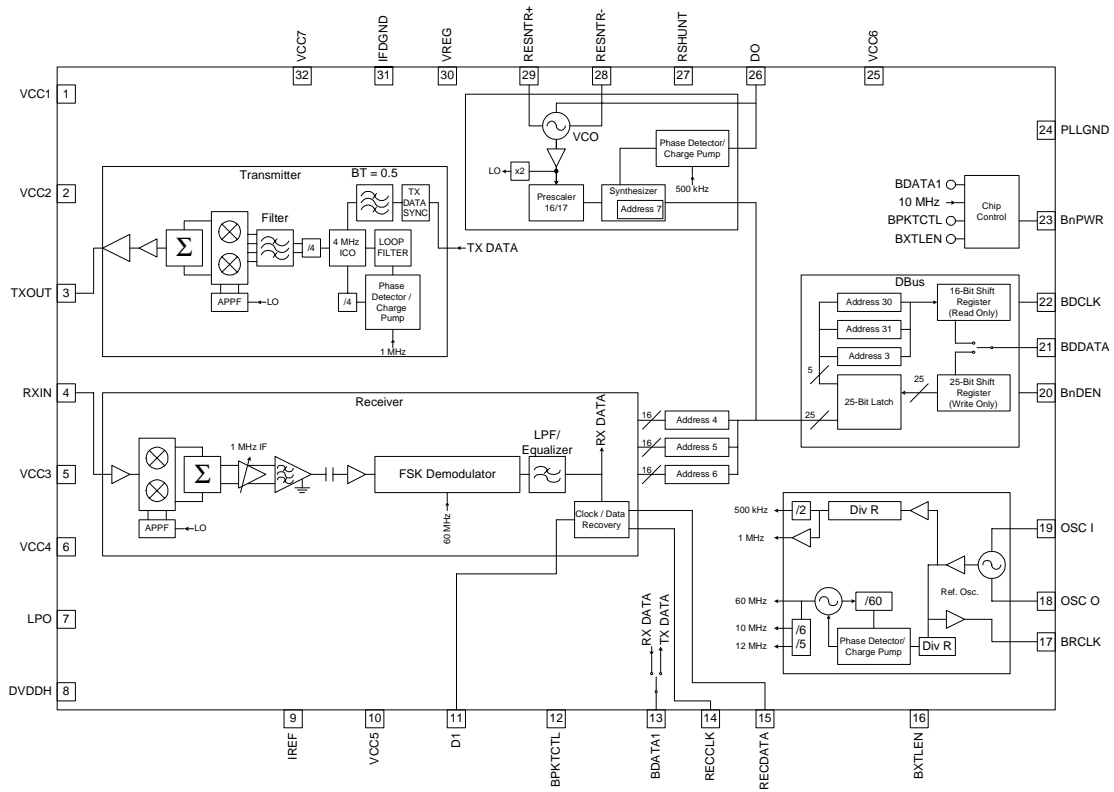 VCC7
IFDGND
VREG
RESNTR+
RESNTR-
RSHUNT
DO
VCC6
32
31
30
29
28
27
26
25
VCC1
1
VCC2
2
TXOUT
3
RXIN
4
VCC3
5
VCC4
6
LPO
7
DVDDH
8
24
PLLGND
23
BnPWR
22
BDCLK
21
BDDATA
20
BnDEN
19
OSC I
18
OSC O
17
BRCLK
VCO
LO
x2
Prescaler
16/17
Synthesizer
Address 7
Phase Detector/
Charge Pump
500 kHz
Transmitter
BT = 0.5
TX
DATA
SYNC
TX DATA
Σ
Filter
/4
4 MHz
ICO
LOOP
FILTER
APPF
LO
/4
Phase
Detector /
Charge
Pump
1 MHz
BDATA1
10 MHz
BPKTCTL
BXTLEN
Chip
Control
DBus
Address 30
Address 31
Address 3
16-Bit Shift
Register
(Read Only)
5
25
25-Bit Latch
25-Bit Shift
Register
(Write Only)
25
Receiver
RX DATA
1 MHz IF
LPF/
Equalizer
Σ
FSK Demodulator
APPF
LO
60 MHz
Clock / Data
Recovery
16
Address 4
16
Address 5
16
Address 6
500 kHz
/2
Div R
1 MHz
Ref. Osc.
60 MHz
/60
10 MHz
/6
12 MHz
/5
Phase Detector/
Charge Pump
Div R
RX DATA
TX DATA
9
10
11
12
13
14
15
16
IREF
VCC5
D1
BPKTCTL
BDATA1
RECCLK
RECDATA
BXTLEN